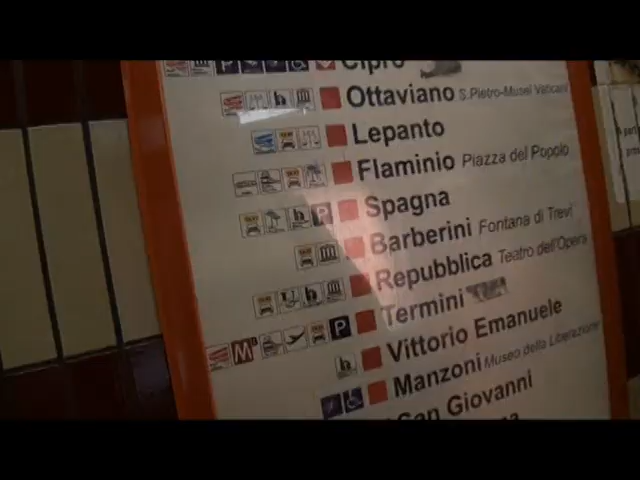 Cipro
Ottaviano S.Pietro-Musei Vaticani
Lepanto
Flaminio Piazza del Popolo
Spagna
P
Barberini Fontana di Trevi
Repubblica Teatro dell'Opera
Termini
M P
Vittorio Emanuele
Manzoni Museo della Liberazione
San Giovanni